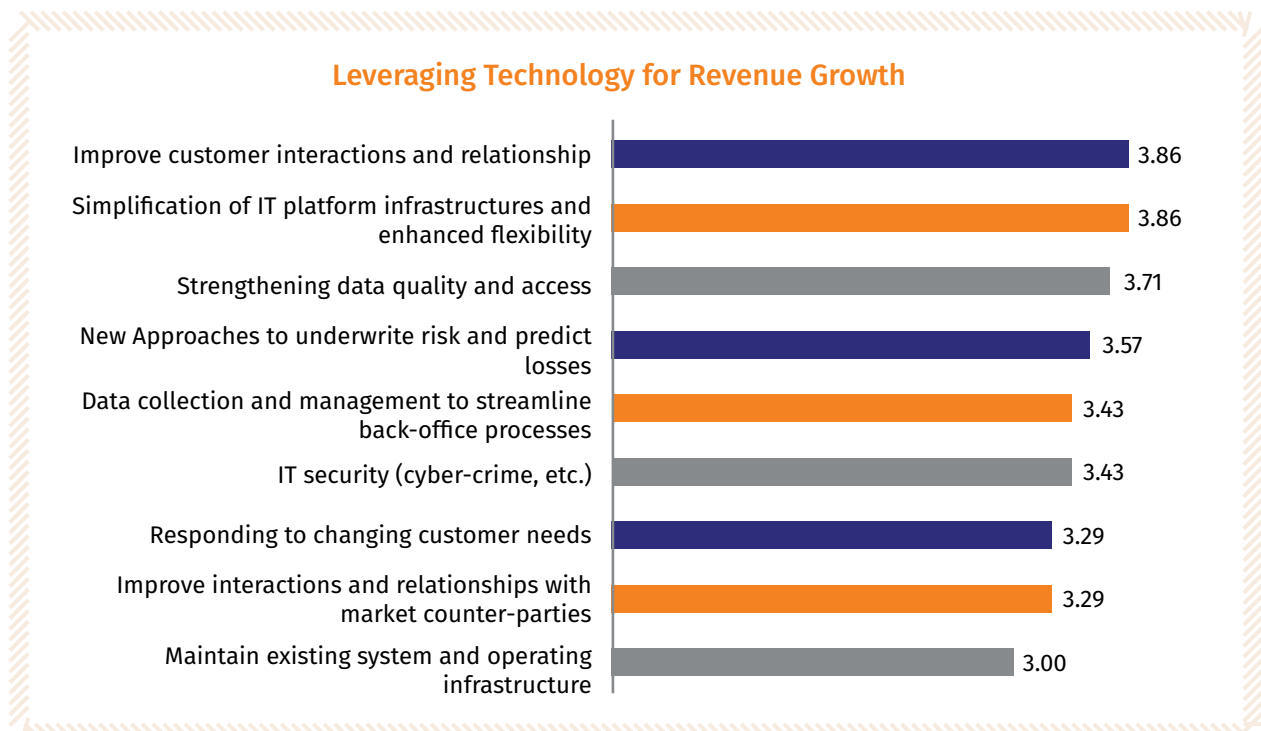 Leveraging Technology for Revenue Growth
Improve customer interactions and relationship
3.86
Simplification of IT platform infrastructures and
enhanced flexibility
3.86
Strengthening data quality and access
3.71
New Approaches to underwrite risk and predict
losses
3.57
Data collection and management to streamline
back-office processes
3.43
IT security (cyber-crime, etc.)
3.43
Responding to changing customer needs
3.29
Improve interactions and relationships with
market counter-parties
3.29
Maintain existing system and operating
infrastructure
3.00